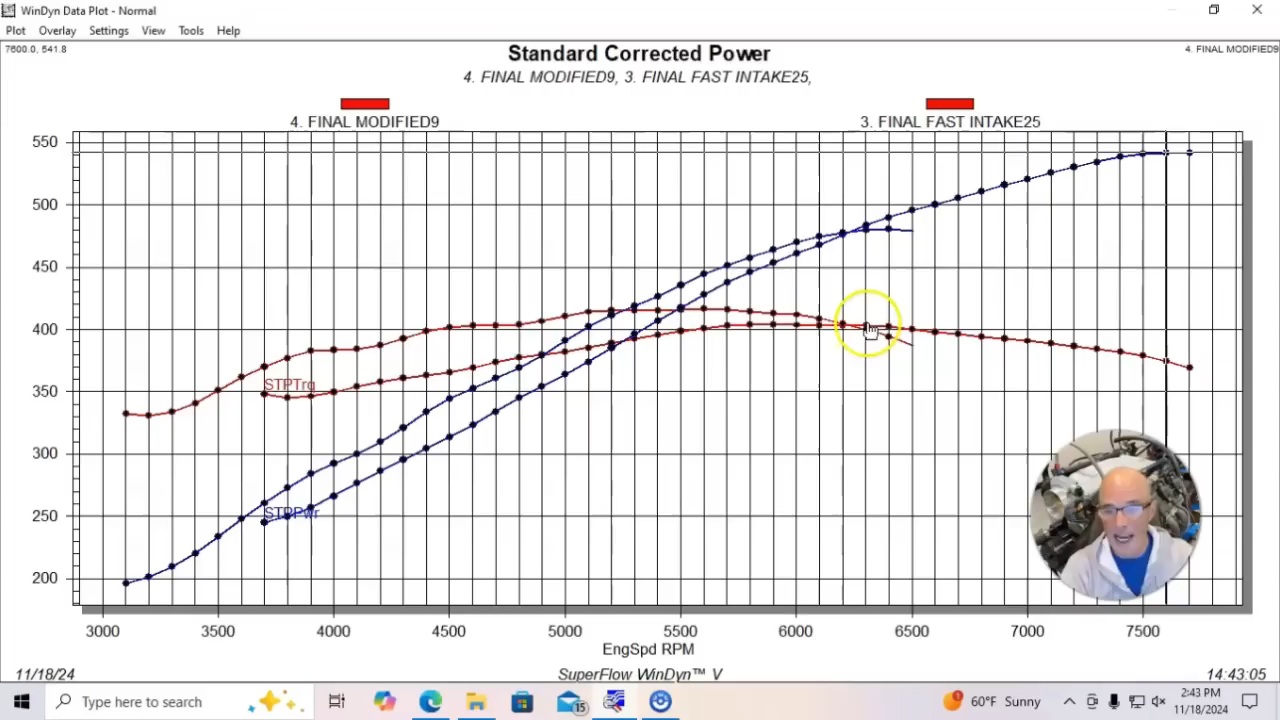 WinDyn Data Plot - Normal
Plot Overlay Settings View Tools Help
7600.0, 541.8
4. FINAL MODIFIED9
Standard Corrected Power
4. FINAL MODIFIED9, 3. FINAL FAST INTAKE25,
4. FINAL MODIFIED9
3. FINAL FAST INTAKE25
550
500
450
400
350
300
250
200
STPTrq
STPPwr
3000 3500 4000 4500 5000 5500 6000 6500 7000 7500
EngSpd RPM
11/18/24
SuperFlow WinDyn™ V
14:43:05
Type here to search
15
1
60°F Sunny
2:43 PM
11/18/2024